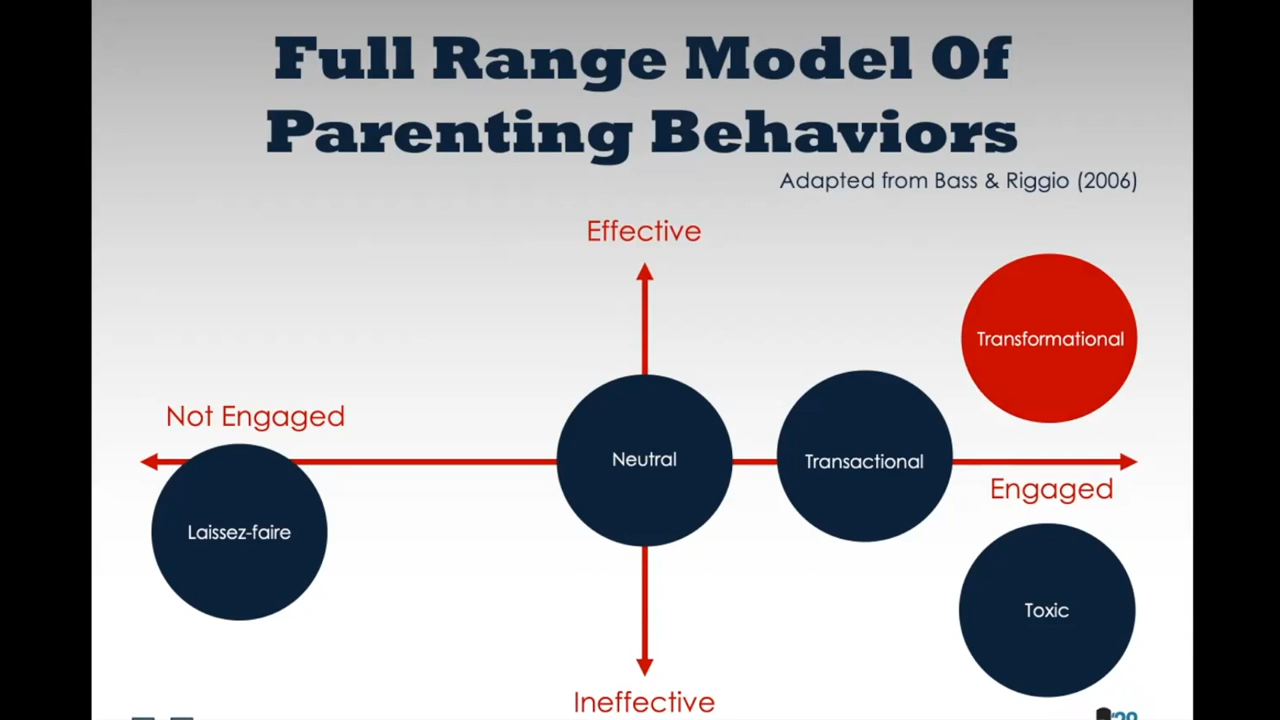 Full Range Model Of
Parenting Behaviors
Adapted from Bass & Riggio (2006)
Effective
Transformational
Not Engaged
Neutral
Transactional
Engaged
Laissez-faire
Toxic
Ineffective